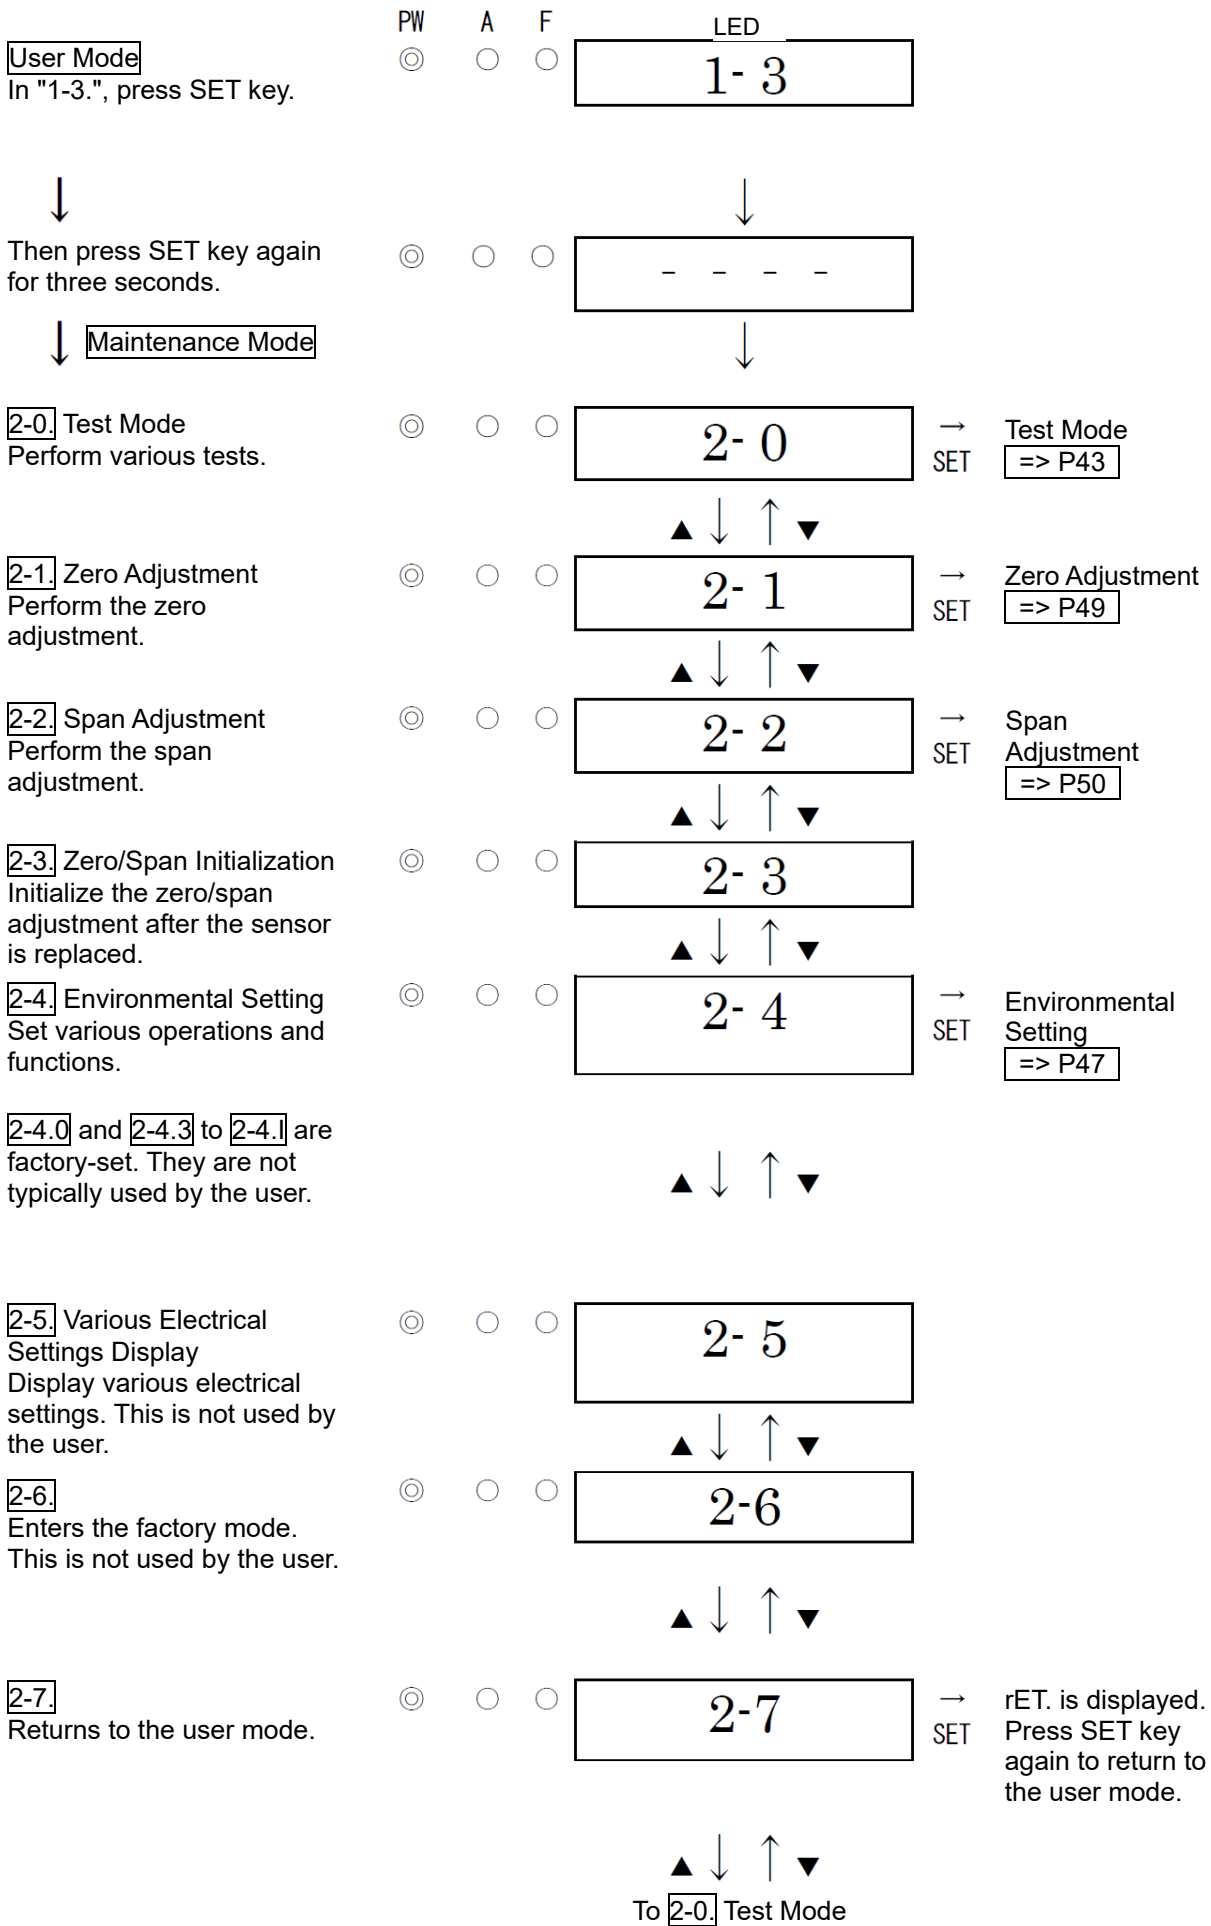 PW A F LED
User Mode
In "1-3.", press SET key.
1- 3
↓ ↓
Then press SET key again
for three seconds.
- - - -
↓ Maintenance Mode ↓
2-0. Test Mode
Perform various tests.
2- 0
→
SET
Test Mode
=> P43
▲ ↓ ↑ ▼
2-1. Zero Adjustment
Perform the zero
adjustment.
2- 1
→
SET
Zero Adjustment
=> P49
▲ ↓ ↑ ▼
2-2. Span Adjustment
Perform the span
adjustment.
2- 2
→
SET
Span
Adjustment
=> P50
▲ ↓ ↑ ▼
2-3. Zero/Span Initialization
Initialize the zero/span
adjustment after the sensor
is replaced.
2- 3
▲ ↓ ↑ ▼
2-4. Environmental Setting
Set various operations and
functions.
2- 4
→
SET
Environmental
Setting
=> P47
2-4.0 and 2-4.3 to 2-4.I are
factory-set. They are not
typically used by the user.
▲ ↓ ↑ ▼
2-5. Various Electrical
Settings Display
Display various electrical
settings. This is not used by
the user.
2- 5
▲ ↓ ↑ ▼
2-6.
Enters the factory mode.
This is not used by the user.
2-6
▲ ↓ ↑ ▼
2-7.
Returns to the user mode.
2-7
→
SET
rET. is displayed.
Press SET key
again to return to
the user mode.
▲ ↓ ↑ ▼
To 2-0. Test Mode